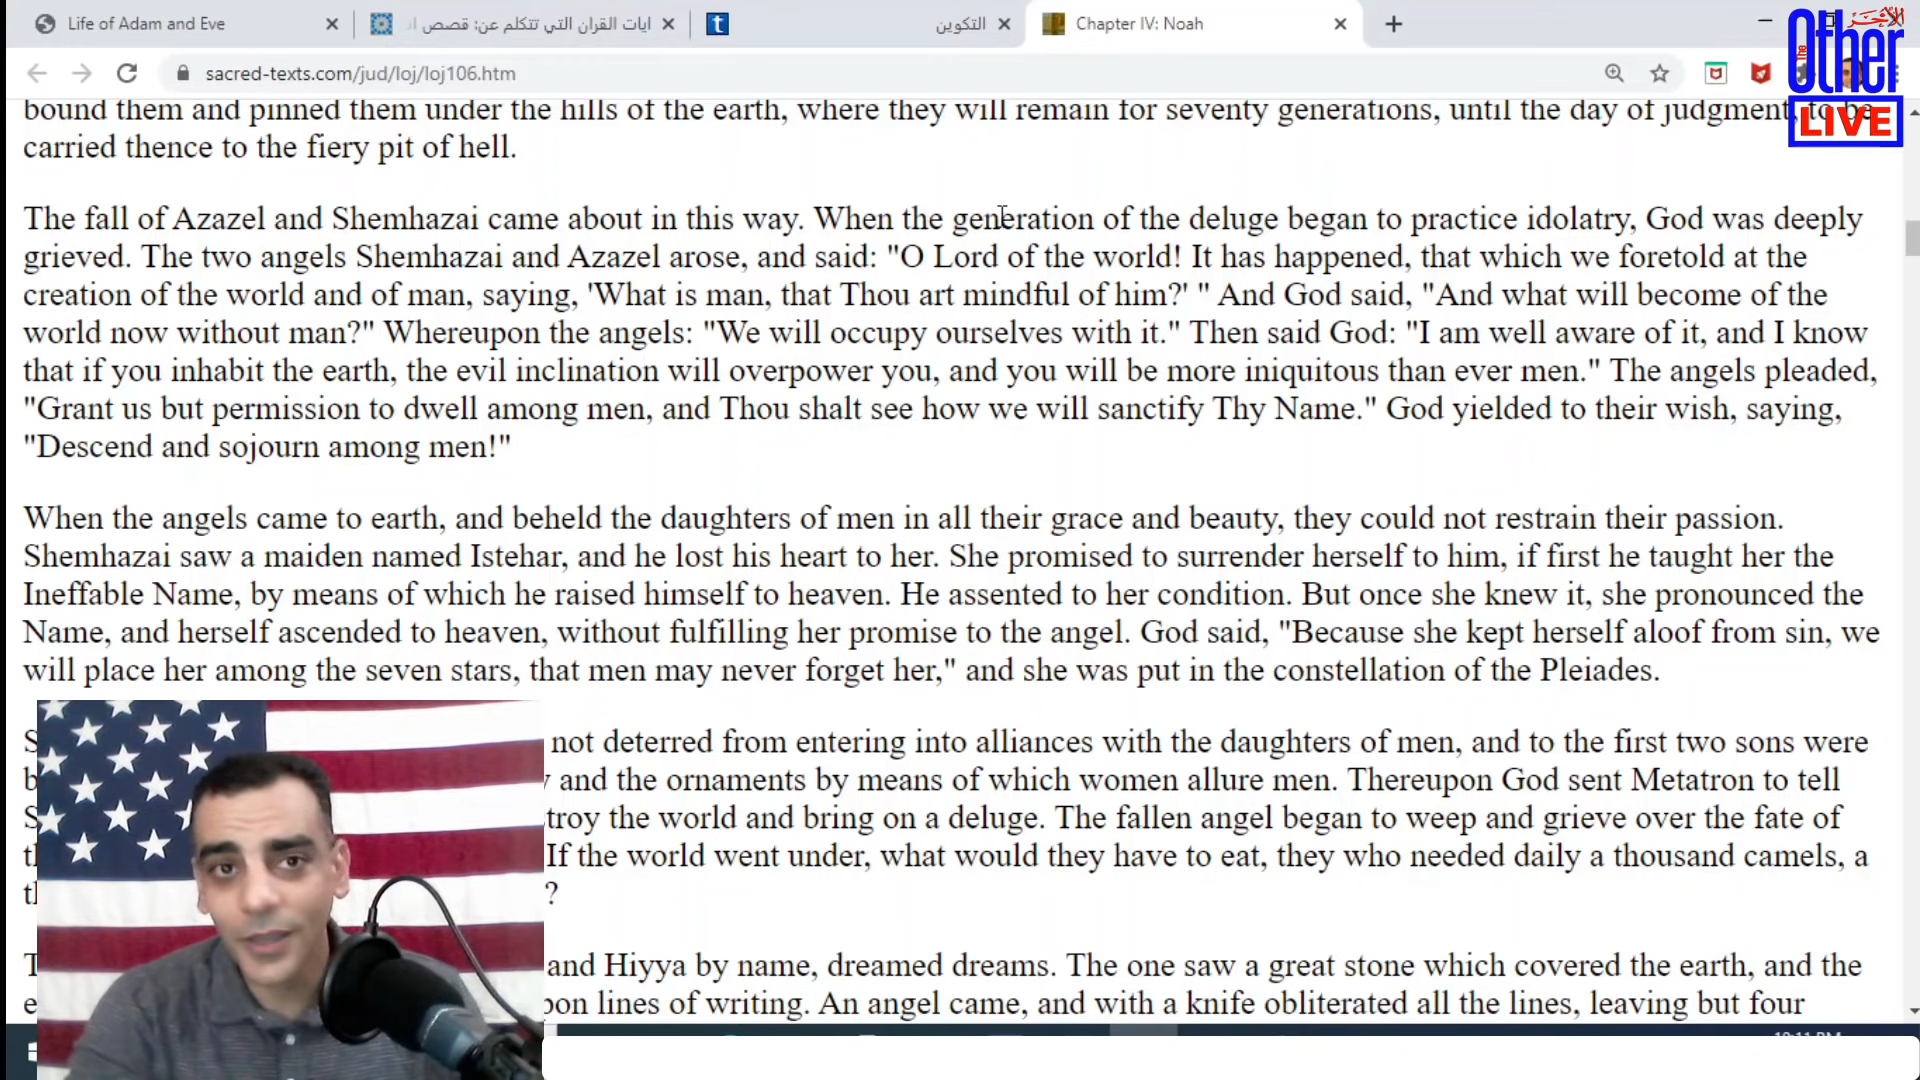 Life of Adam and Eve
ايات القران التي تتكلم عن: قصص
التكوين
Chapter IV: Noah
الآخر
The
Other
LIVE
sacred-texts.com/jud/loj/loj106.htm
bound them and pinned them under the hills of the earth, where they will remain for seventy generations, until the day of judgment, to be
carried thence to the fiery pit of hell.
The fall of Azazel and Shemhazai came about in this way. When the generation of the deluge began to practice idolatry, God was deeply
grieved. The two angels Shemhazai and Azazel arose, and said: "O Lord of the world! It has happened, that which we foretold at the
creation of the world and of man, saying, 'What is man, that Thou art mindful of him?' " And God said, "And what will become of the
world now without man?" Whereupon the angels: "We will occupy ourselves with it." Then said God: "I am well aware of it, and I know
that if you inhabit the earth, the evil inclination will overpower you, and you will be more iniquitous than ever men." The angels pleaded,
"Grant us but permission to dwell among men, and Thou shalt see how we will sanctify Thy Name." God yielded to their wish, saying,
"Descend and sojourn among men!"
When the angels came to earth, and beheld the daughters of men in all their grace and beauty, they could not restrain their passion.
Shemhazai saw a maiden named Istehar, and he lost his heart to her. She promised to surrender herself to him, if first he taught her the
Ineffable Name, by means of which he raised himself to heaven. He assented to her condition. But once she knew it, she pronounced the
Name, and herself ascended to heaven, without fulfilling her promise to the angel. God said, "Because she kept herself aloof from sin, we
will place her among the seven stars, that men may never forget her," and she was put in the constellation of the Pleiades.
not deterred from entering into alliances with the daughters of men, and to the first two sons were
and the ornaments by means of which women allure men. Thereupon God sent Metatron to tell
troy the world and bring on a deluge. The fallen angel began to weep and grieve over the fate of
If the world went under, what would they have to eat, they who needed daily a thousand camels, a
?
and Hiyya by name, dreamed dreams. The one saw a great stone which covered the earth, and the
on lines of writing. An angel came, and with a knife obliterated all the lines, leaving but four